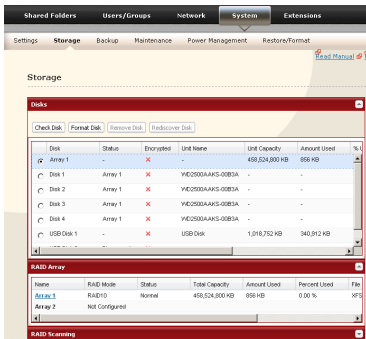 Shared Folders Users/Groups Network System Extensions
Settings Storage Backup Maintenance Power Management Restore/Format
Read Manual
Storage
Disks
Check Disk Format Disk Remove Disk Rediscover Disk
Disk Status Encrypted Unit Name Unit Capacity Amount Used % U
Array 1 - - 458,524,800 KB 856 KB
Disk 1 Array 1 WD2500AAKS-00B3A - -
Disk 2 Array 1 WD2500AAKS-00B3A - -
Disk 3 Array 1 WD2500AAKS-00B3A - -
Disk 4 Array 1 WD2500AAKS-00B3A - -
USB Disk 1 - USB Disk 1,018,752 KB 340,912 KB
RAID Array
Name RAID Mode Status Total Capacity Amount Used Percent Used File
Array 1 RAID10 Normal 458,524,800 KB 856 KB 0.00 % XFS
Array 2 Not Configured
RAID Scanning